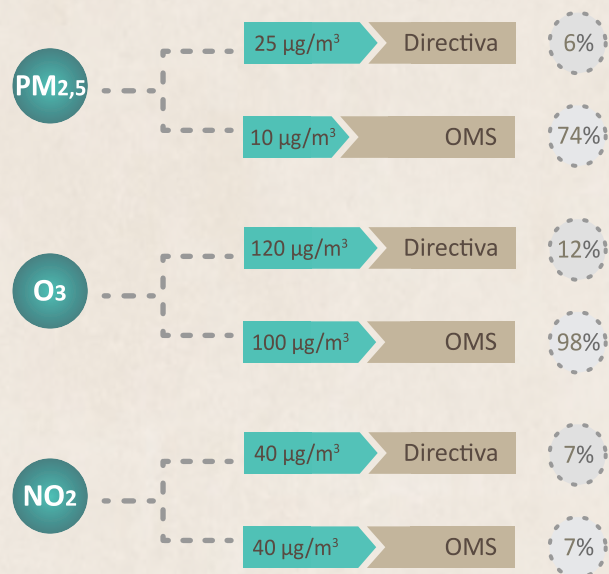 PM2,5
25 µg/m³ Directiva 6%
10 µg/m³ OMS 74%
O3
120 µg/m³ Directiva 12%
100 µg/m³ OMS 98%
NO2
40 µg/m³ Directiva 7%
40 µg/m³ OMS 7%